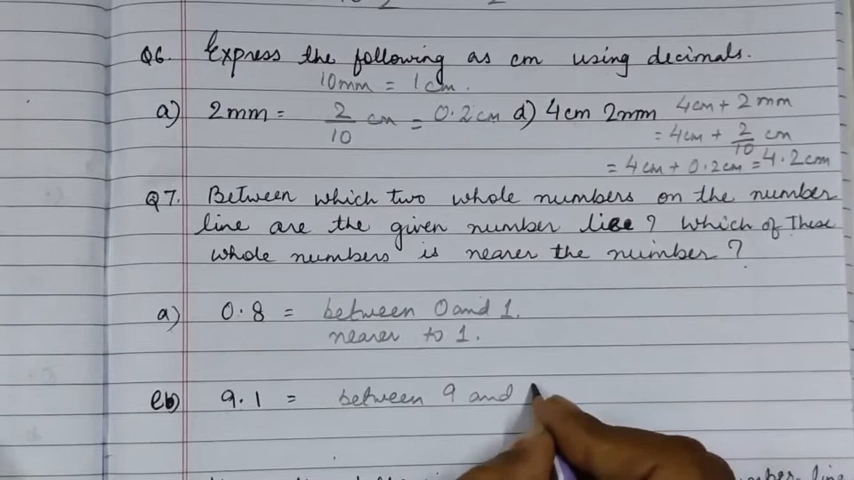 Q6. Express the following as cm using decimals.
10mm = 1cm.
a) 2mm = 2/10 cm = 0.2cm d) 4cm 2mm 4cm + 2mm
= 4cm + 2/10 cm
= 4cm + 0.2cm = 4.2cm
Q7. Between which two whole numbers on the number
line are the given number lie? Which of these
whole numbers is nearer the number?
a) 0.8 = between 0 and 1.
nearer to 1.
b) 9.1 = between 9 and
line